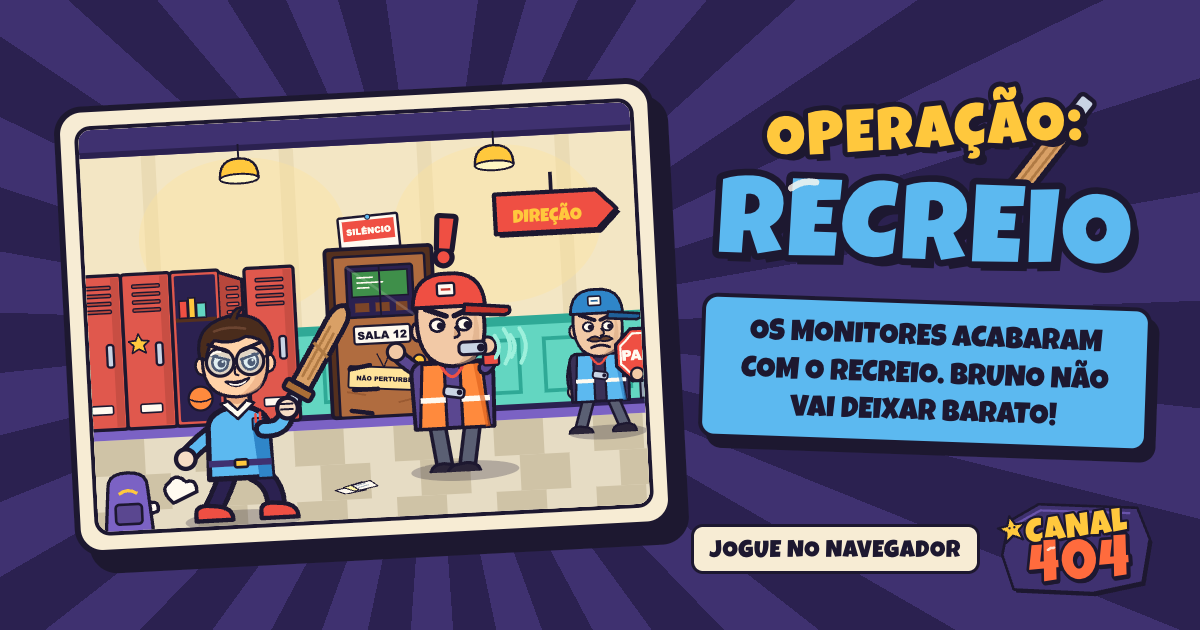 OPERAÇÃO:
RECREIO
DIREÇÃO
SILÊNCIO
!
SALA 12
NÃO PERTURBE
PA
OS MONITORES ACABARAM
COM O RECREIO. BRUNO NÃO
VAI DEIXAR BARATO!
JOGUE NO NAVEGADOR
CANAL
404